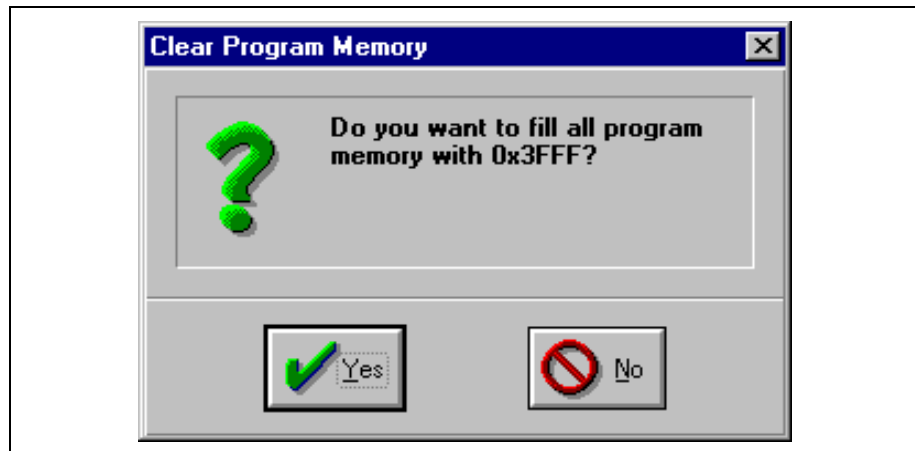 Clear Program Memory
Do you want to fill all program
memory with 0x3FFF?
Yes
No